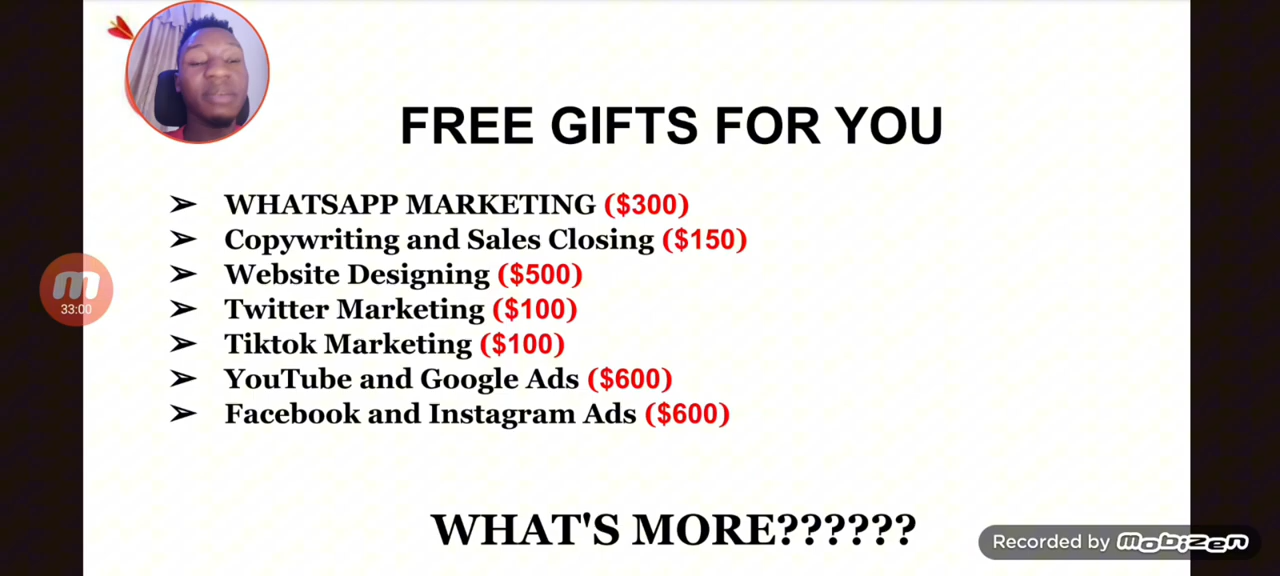 FREE GIFTS FOR YOU
➢ WHATSAPP MARKETING ($300)
➢ Copywriting and Sales Closing ($150)
➢ Website Designing ($500)
➢ Twitter Marketing ($100)
➢ Tiktok Marketing ($100)
➢ YouTube and Google Ads ($600)
➢ Facebook and Instagram Ads ($600)
m
33:00
WHAT'S MORE??????
Recorded by mobizen